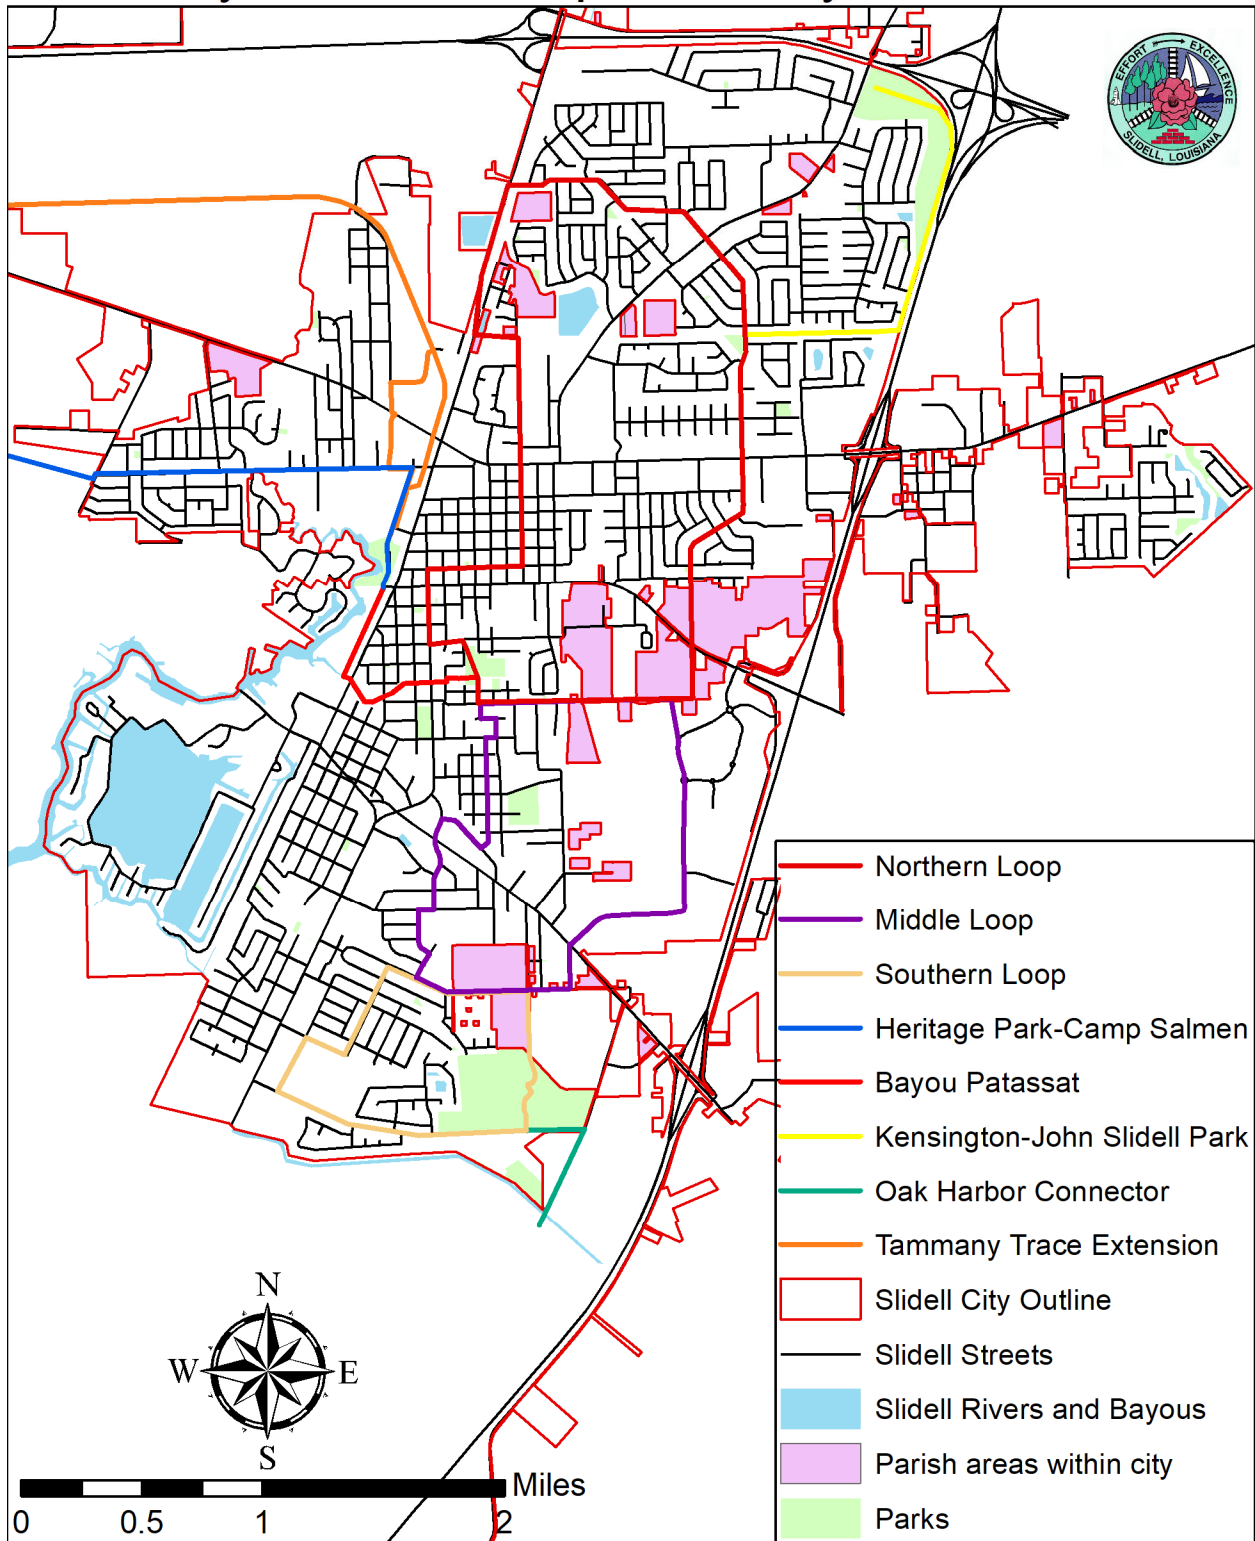 EFFORT EXCELLENCE
SLIDELL, LOUISIANA
Northern Loop
Middle Loop
Southern Loop
Heritage Park-Camp Salmen
Bayou Patassat
Kensington-John Slidell Park
Oak Harbor Connector
Tammany Trace Extension
Slidell City Outline
Slidell Streets
Slidell Rivers and Bayous
Parish areas within city
Parks
N
W E
S
Miles
0 0.5 1 2